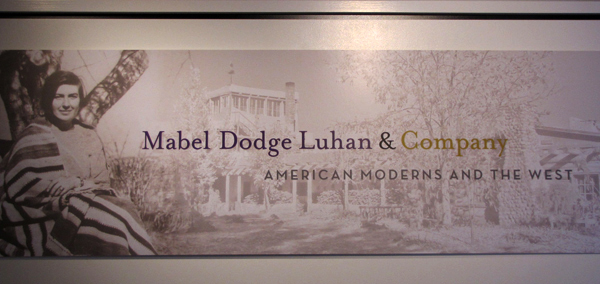 Mabel Dodge Luhan & Company
AMERICAN MODERNS AND THE WEST